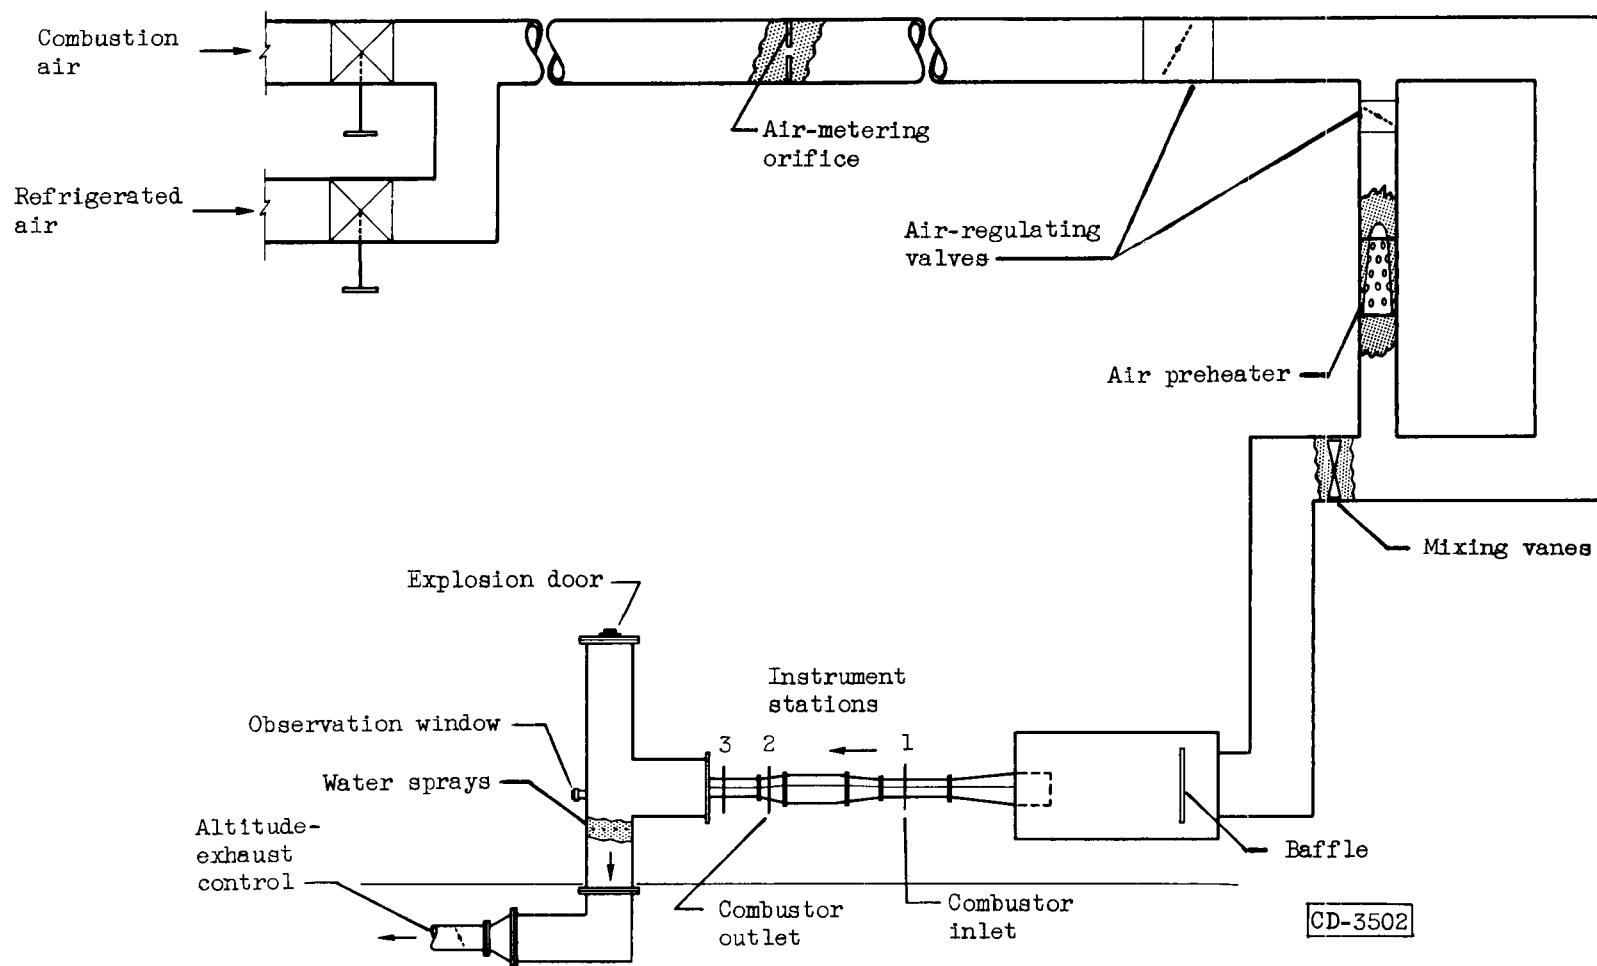 Combustion
air
Air-metering
orifice
Refrigerated
air
Air-regulating
valves
Air preheater
Mixing vanes
Explosion door
Instrument
stations
Observation window
3 2 1
Water sprays
Altitude-
exhaust
control
Baffle
Combustor
outlet
Combustor
inlet
CD-3502